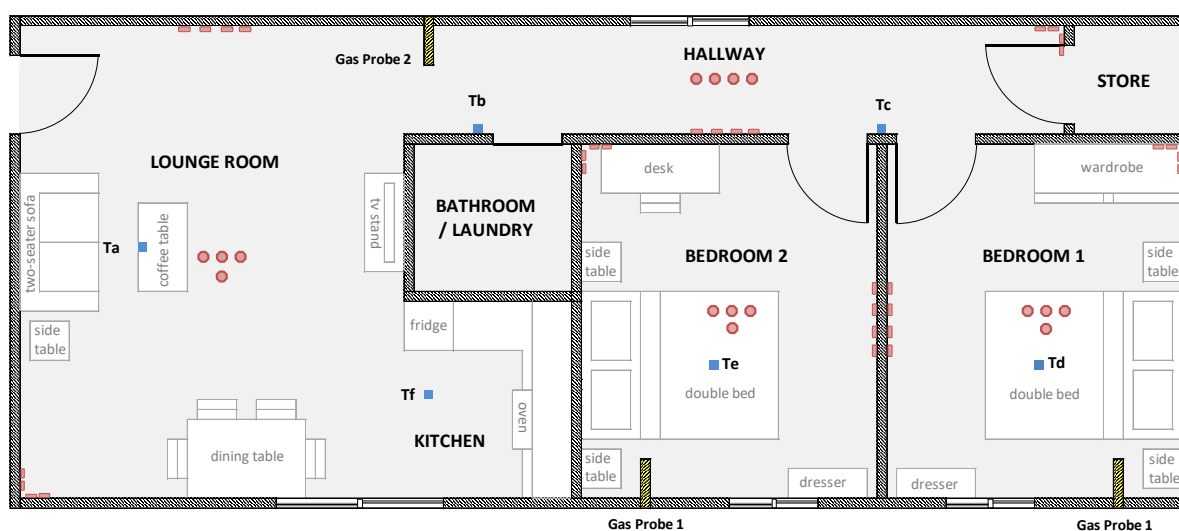 Gas Probe 2
HALLWAY
STORE
Tb
Tc
LOUNGE ROOM
desk
wardrobe
two-seater sofa
Ta
coffee table
tv stand
BATHROOM
/ LAUNDRY
side
table
BEDROOM 2
BEDROOM 1
side
table
side
table
fridge
Te
Td
double bed
double bed
Tf
oven
KITCHEN
dining table
side
table
side
table
dresser
dresser
Gas Probe 1
Gas Probe 1